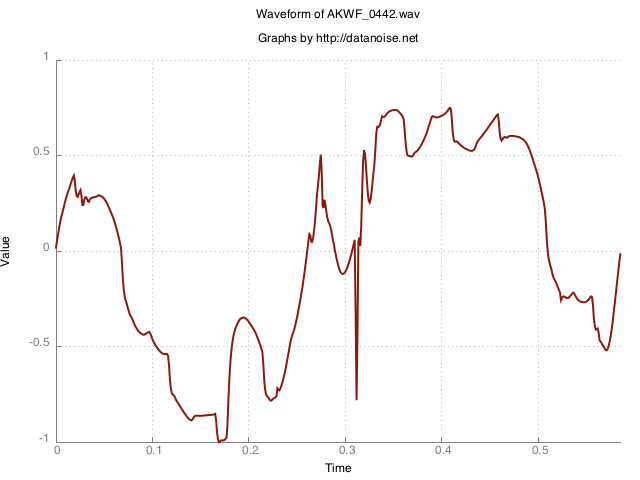 Waveform of AKWF_0442.wav
Graphs by http://datanoise.net
1
0.5
0
-0.5
-1
Value
0 0.1 0.2 0.3 0.4 0.5
Time